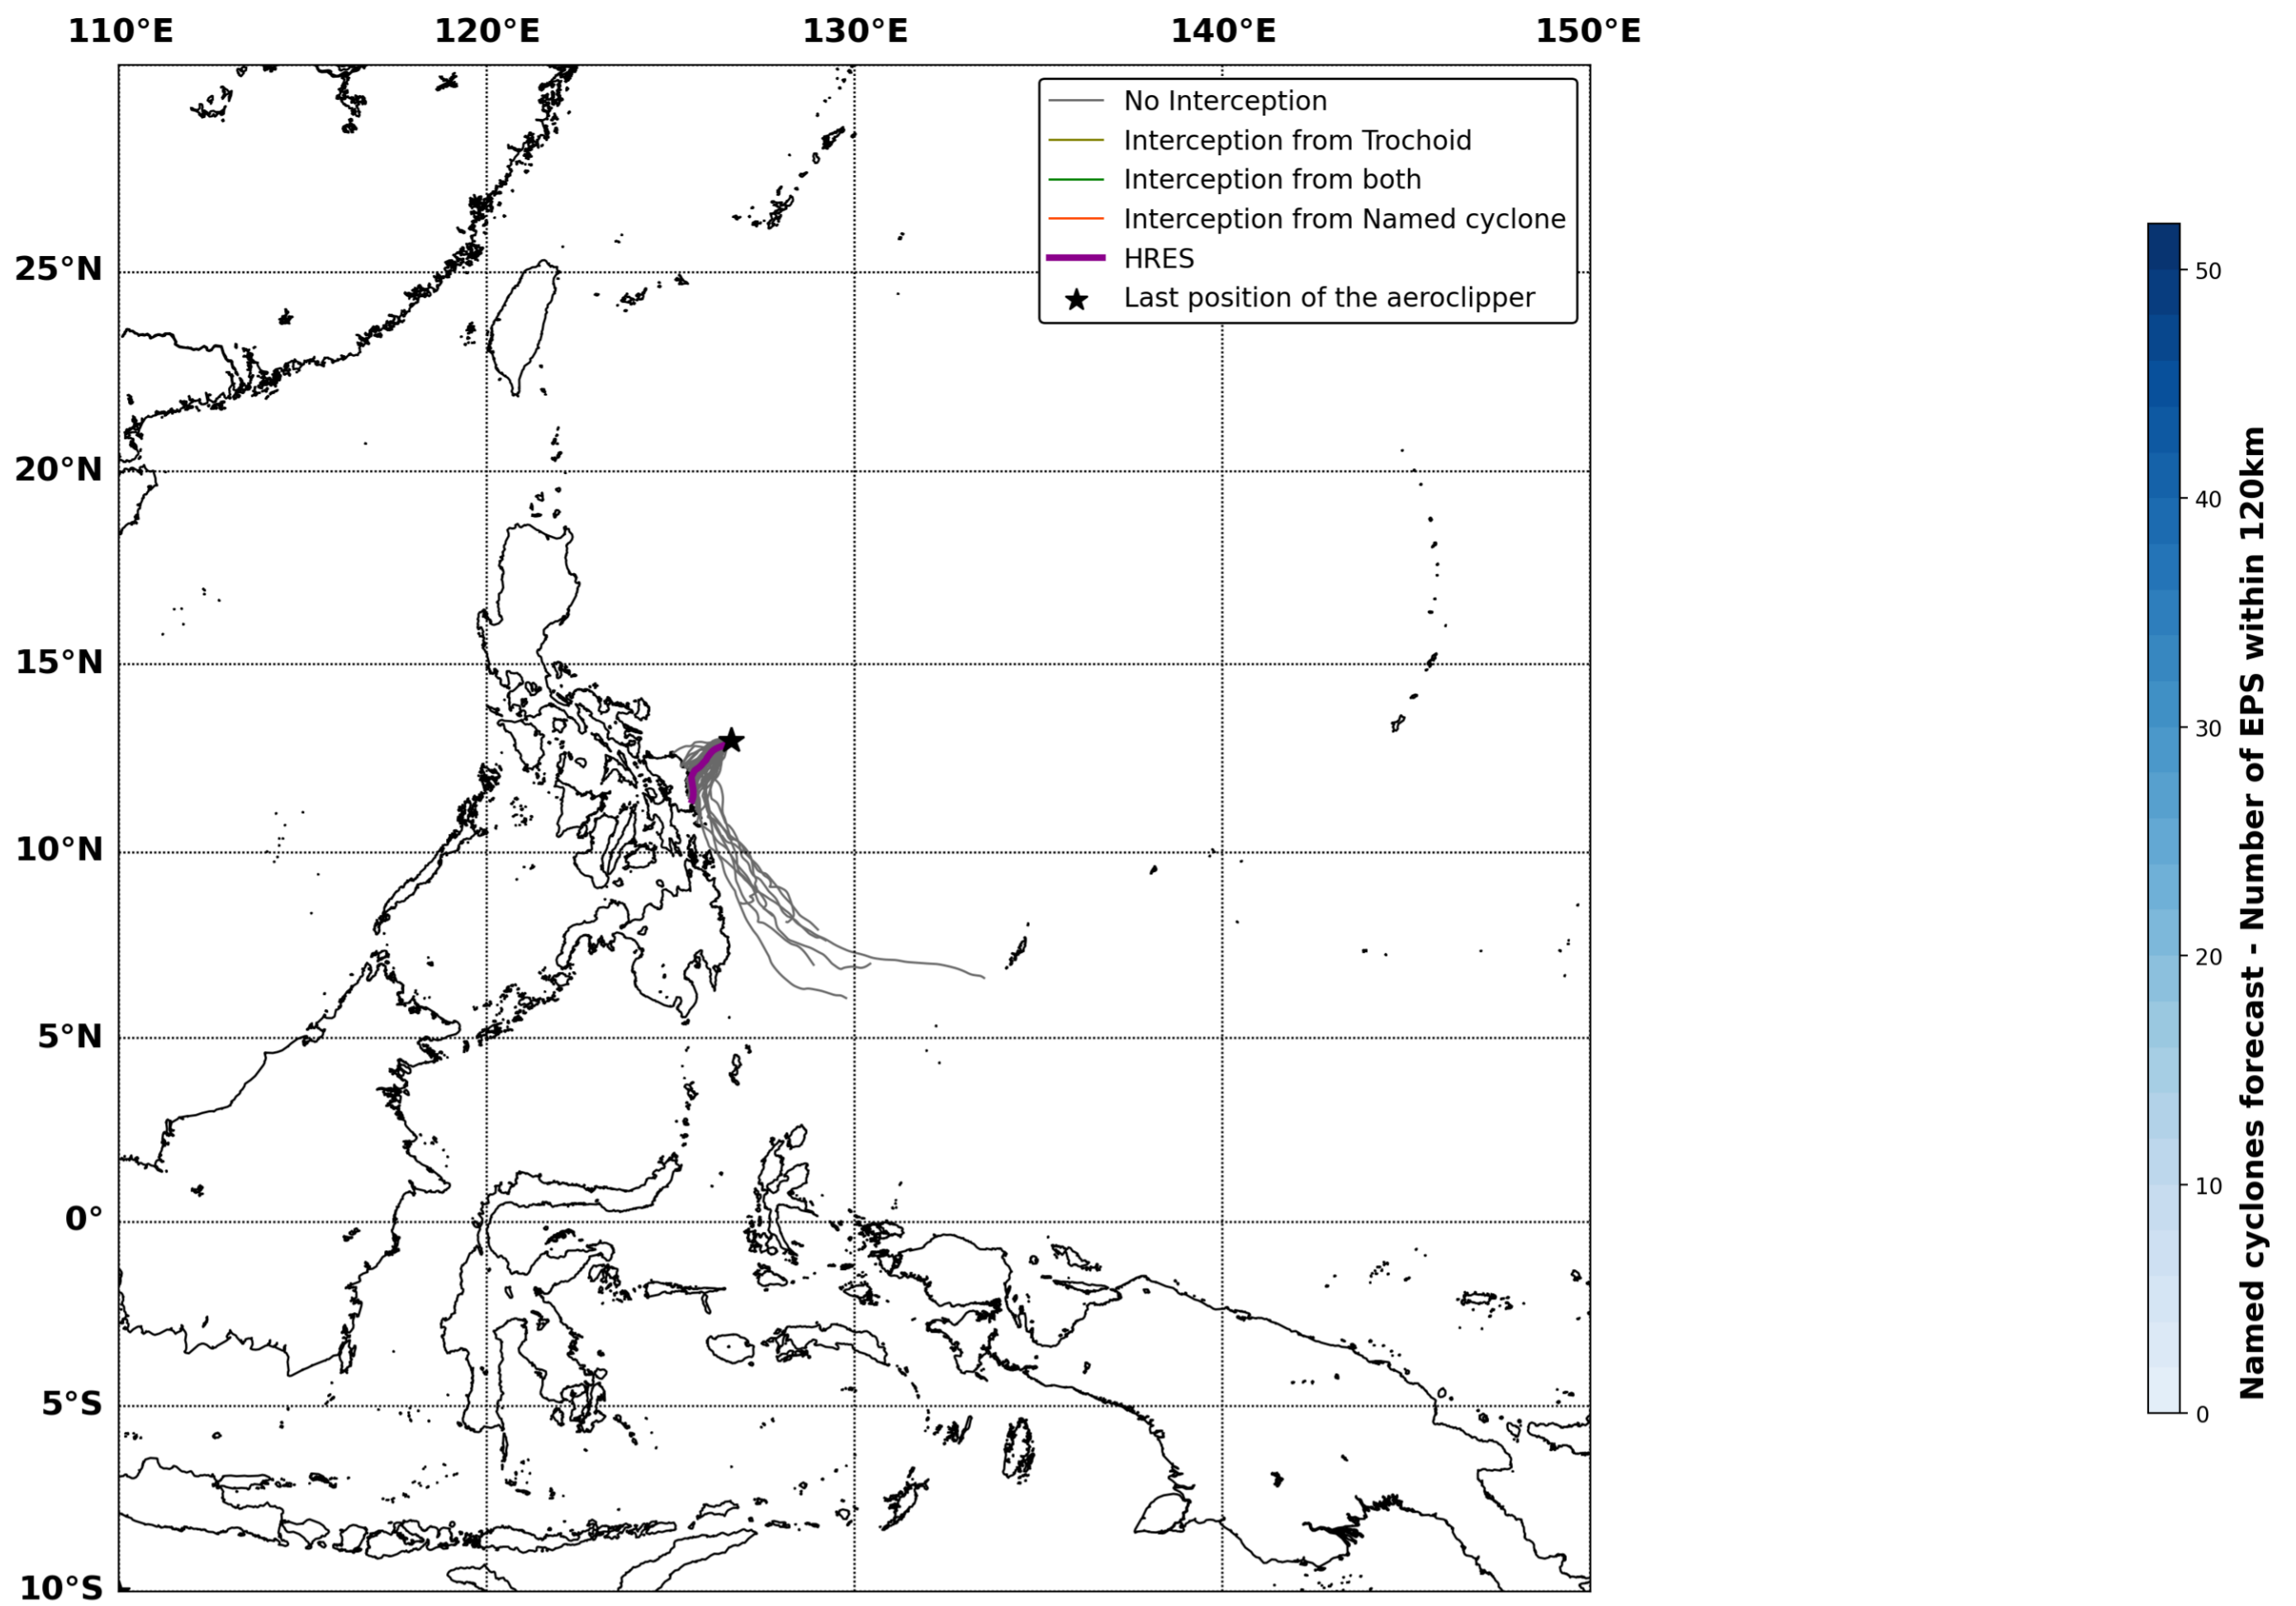 110°E 120°E 130°E 140°E 150°E
No Interception
Interception from Trochoid
Interception from both
Interception from Named cyclone
HRES
Last position of the aeroclipper
25°N
20°N
15°N
10°N
5°N
0°
5°S
10°S
50
40
30
20
10
0
Named cyclones forecast - Number of EPS within 120km